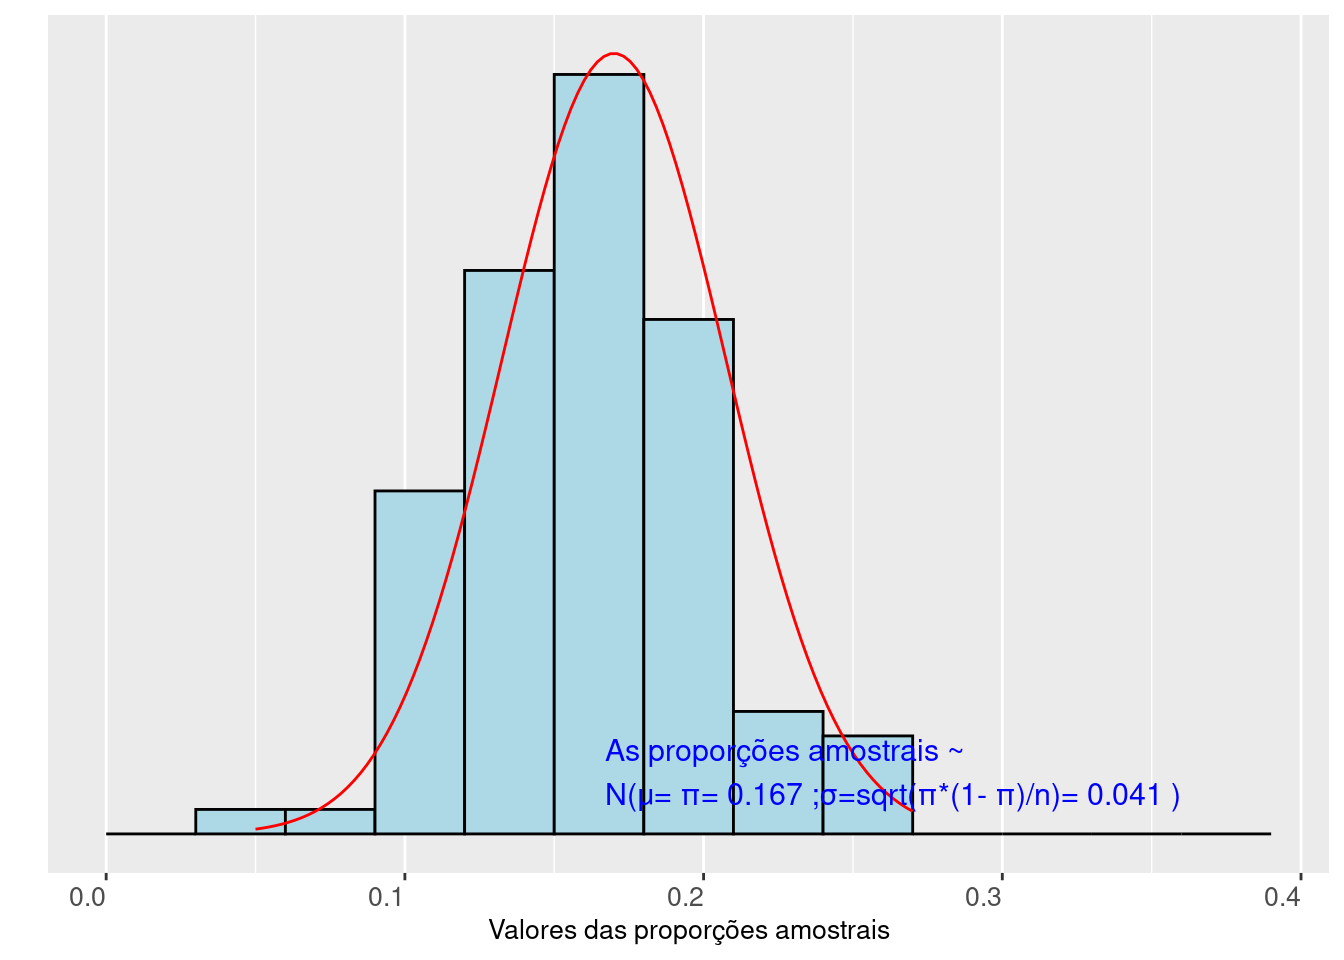 As proporções amostrais ~
N(μ= π= 0.167 ;σ=sqrt(π*(1- π)/n)= 0.041 )
0.0 0.1 0.2 0.3 0.4
Valores das proporções amostrais